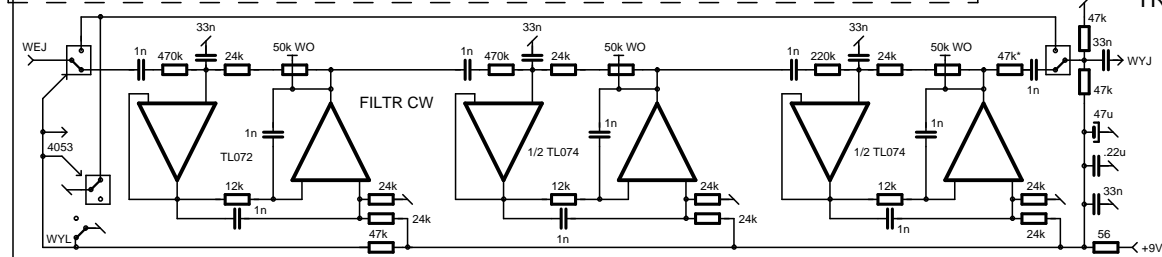 TR
47k
WEJ
1n
470k
33n
24k
50k WO
1n
470k
33n
24k
50k WO
1n
220k
33n
24k
50k WO
47k*
1n
33n
WYJ
47k
FILTR CW
1n
TL072
1n
1/2 TL074
1n
1/2 TL074
47u
.22u
33n
4053
12k
24k
1n
24k
12k
24k
1n
24k
12k
24k
1n
24k
WYL
47k
56
+9V